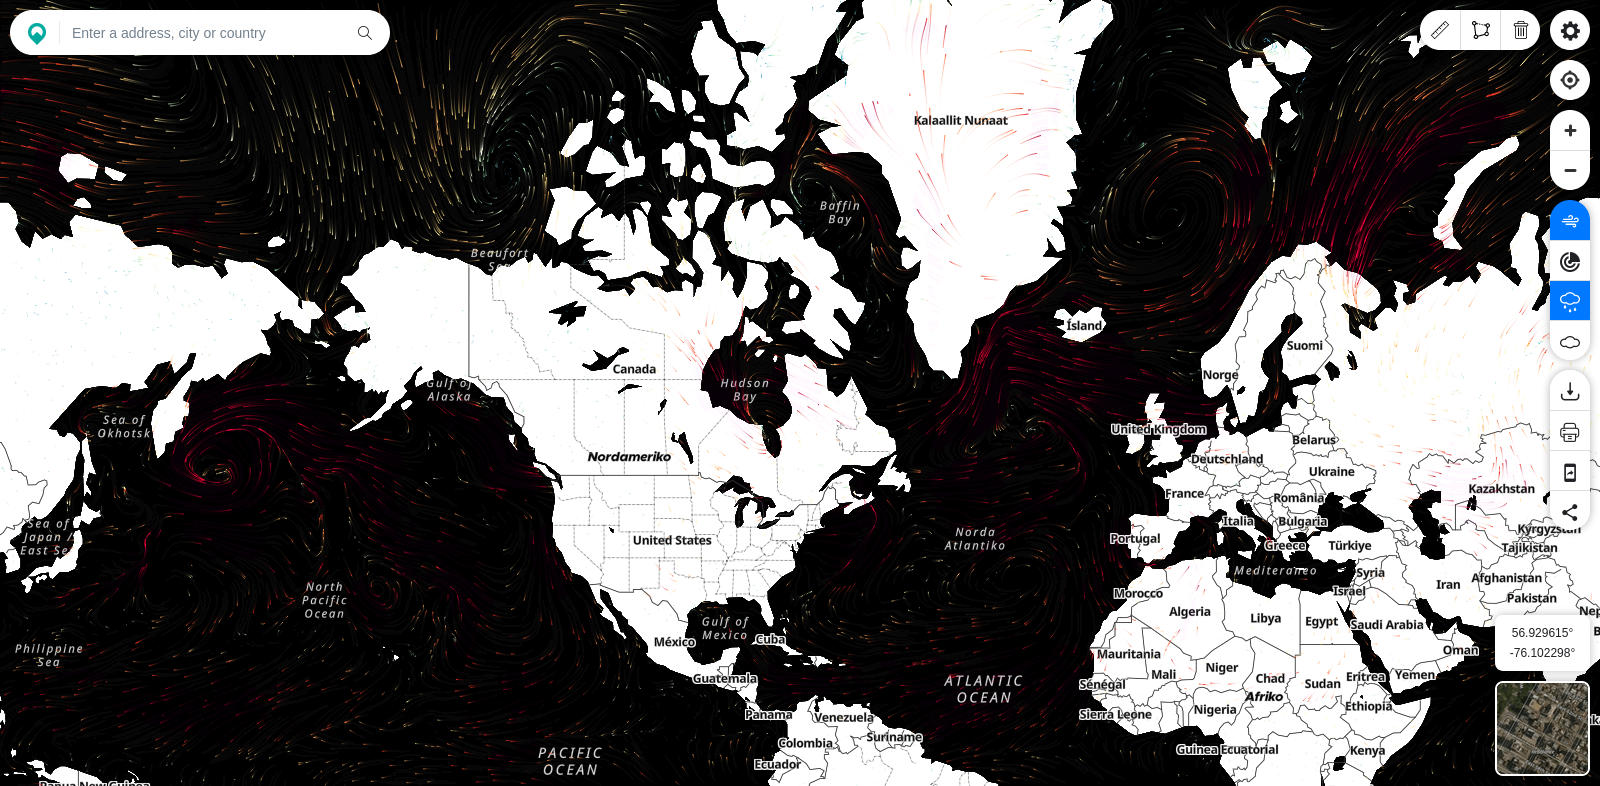 Enter a address, city or country
Kalaallit Nunaat
Baffin
Bay
Beaufort
Sea
Ísland
Suomi
Canada
Norge
Gulf of
Alaska
Hudson
Bay
Sea of
Okhotsk
United Kingdom
Belarus
Nordameriko
Deutschland
Ukraine
France
România
Kazakhstan
Italia
Bulgaria
Sea of
Japan /
East Sea
United States
Norda
Atlantiko
Portugal
Greece
Türkiye
Kyrgyzstan
Tajikistan
Mediteraneo
Syria
Israel
Iran
Afghanistan
Pakistan
North
Pacific
Ocean
Morocco
Algeria
Libya
Egypt
Saudi Arabia
Gulf of
Mexico
México
Cuba
56.929615°
-76.102298°
Philippine
Sea
Mauritania
Mali
Niger
Chad
Sudan
Eritrea
Yemen
Oman
Guatemala
ATLANTIC
OCEAN
Sénégal
Afriko
Panama
Venezuela
Sierra Leone
Nigeria
Ethiopia
Suriname
Colombia
PACIFIC
OCEAN
Ecuador
Guinea Ecuatorial
Kenya
Papua New Guinea